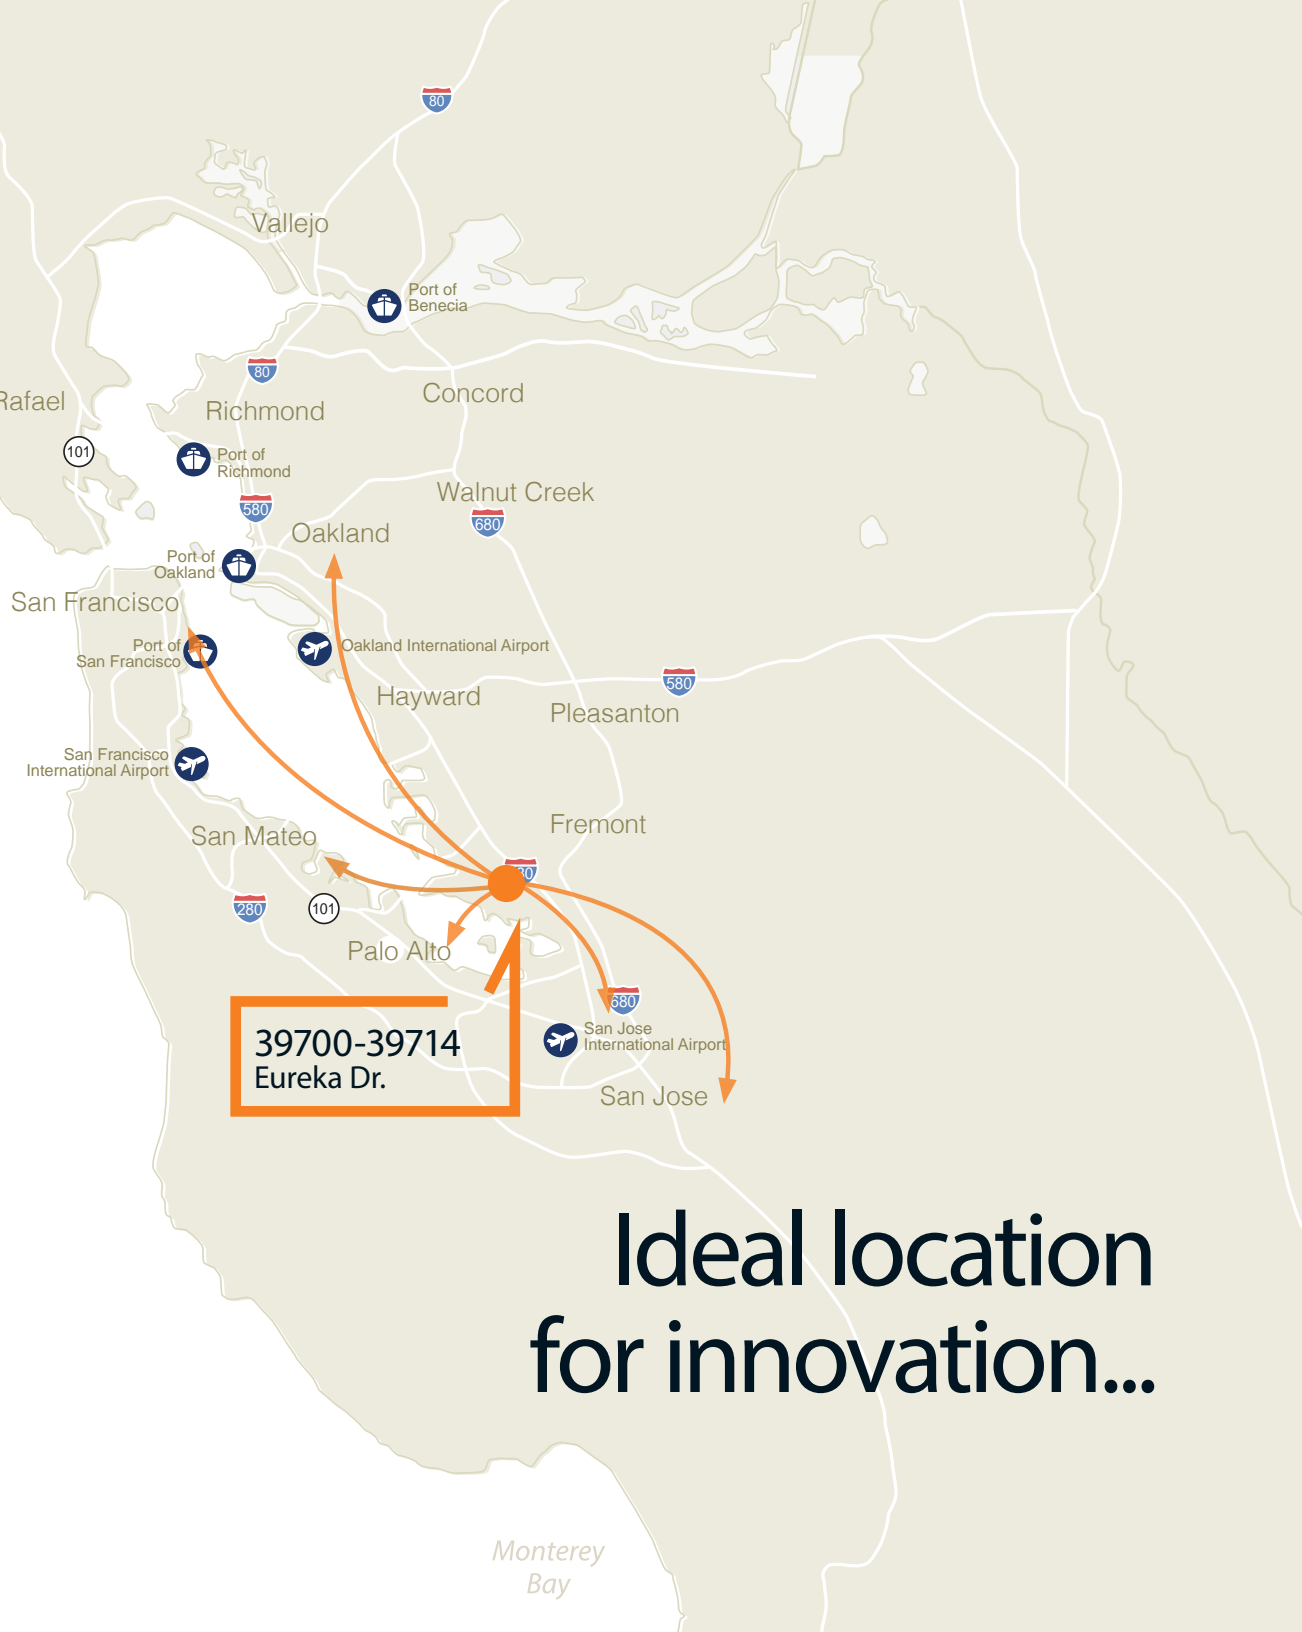 80
Vallejo
Port of
Benecia
80
Concord
Rafael
Richmond
101
Port of
Richmond
Walnut Creek
580
680
Oakland
Port of
Oakland
San Francisco
Port of
San Francisco
Oakland International Airport
580
Hayward
Pleasanton
San Francisco
International Airport
Fremont
San Mateo
280
101
Palo Alto
680
39700-39714
Eureka Dr.
San Jose
International Airport
San Jose
Ideal location
for innovation...
Monterey
Bay